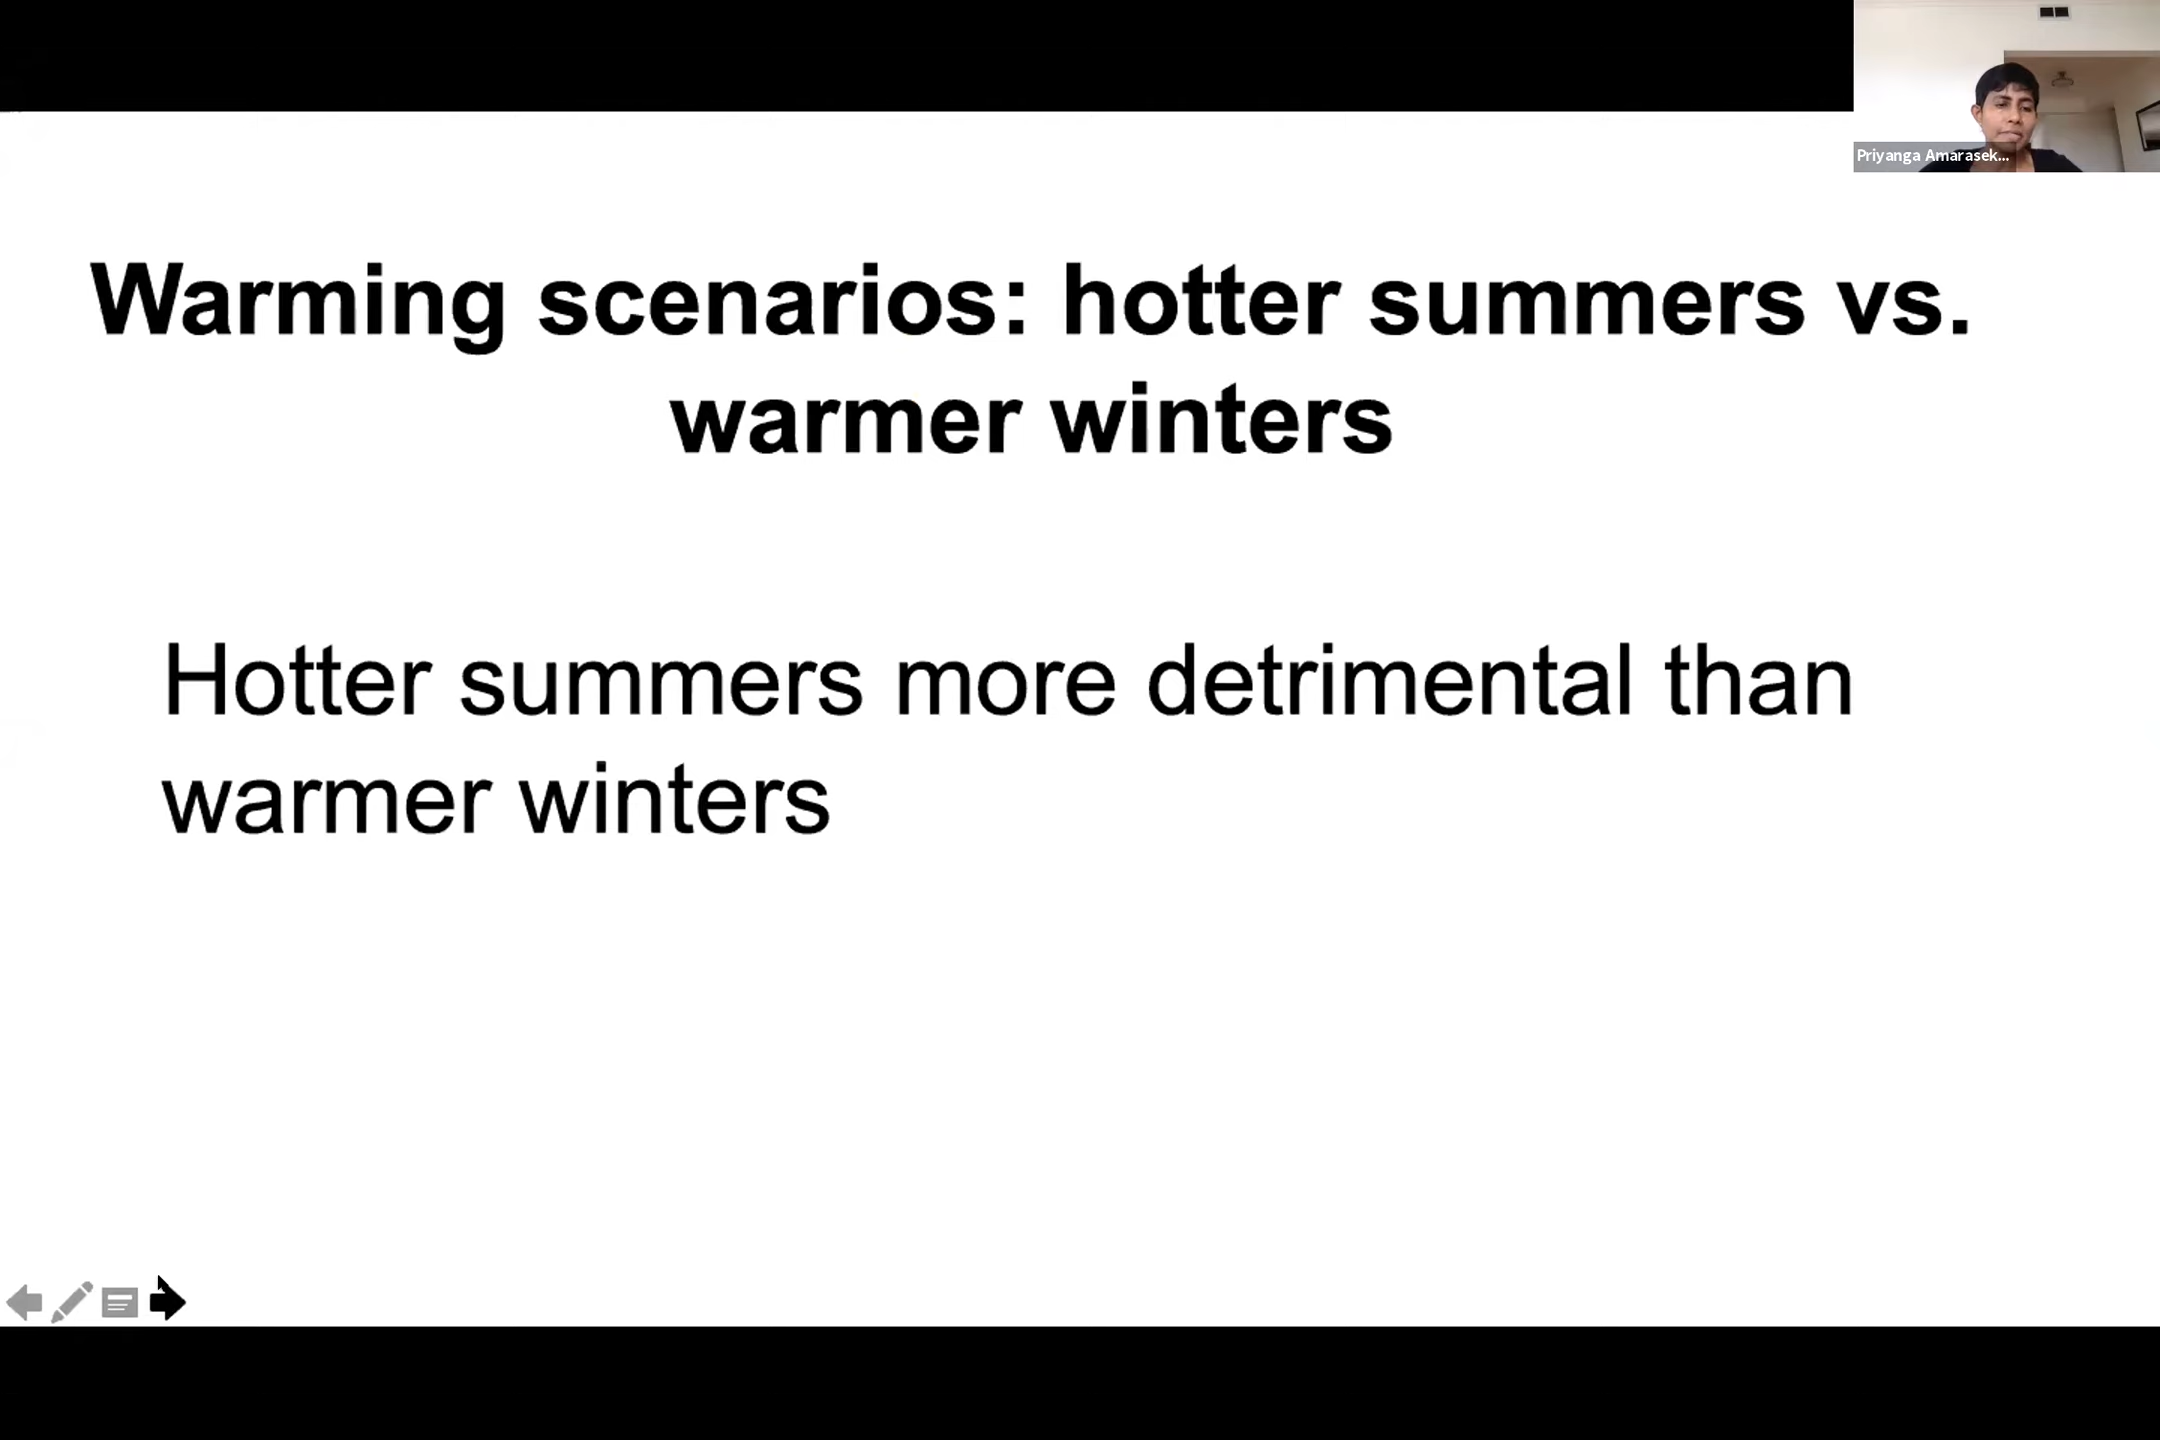 Priyanga Amarasek...
Warming scenarios: hotter summers vs.
warmer winters
Hotter summers more detrimental than
warmer winters